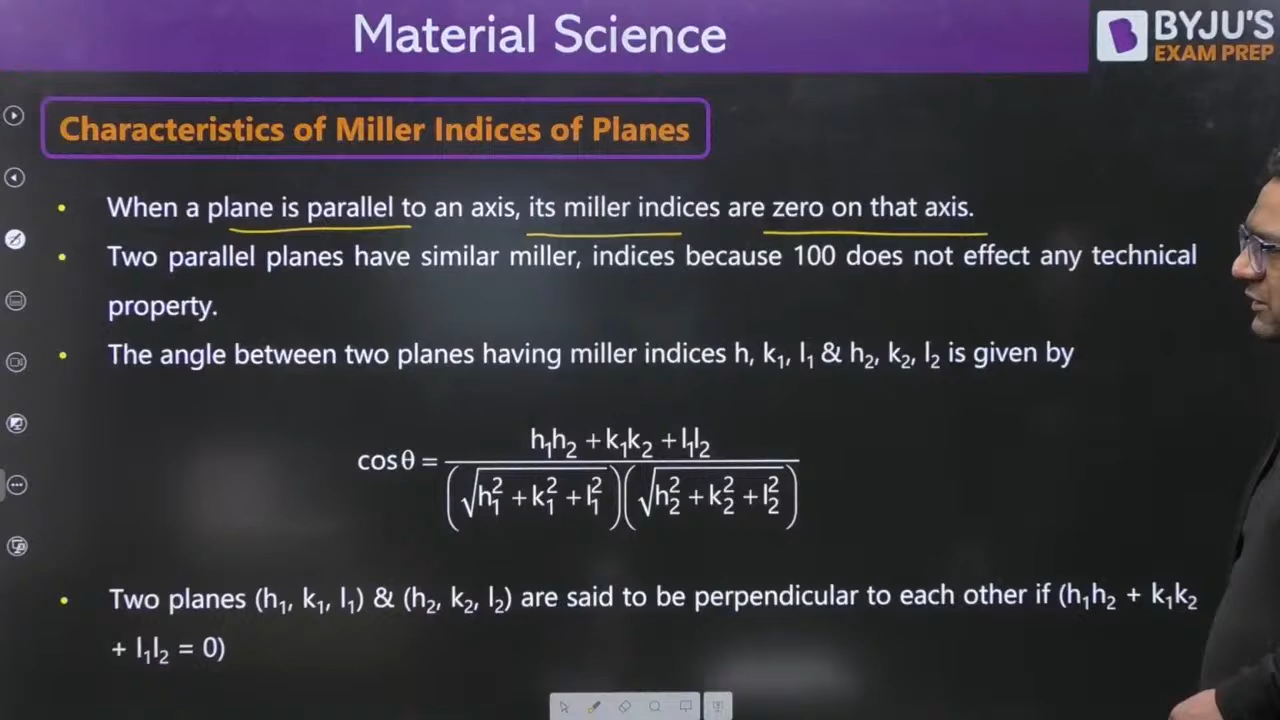 Material Science
BYJU'S
EXAM PREP
Characteristics of Miller Indices of Planes
• When a plane is parallel to an axis, its miller indices are zero on that axis.
• Two parallel planes have similar miller, indices because 100 does not effect any technical
property.
• The angle between two planes having miller indices h, k₁, l₁ & h₂, k₂, l₂ is given by
cosθ = (h₁h₂ + k₁k₂ + l₁l₂) / ((√(h₁² + k₁² + l₁²)) (√(h₂² + k₂² + l₂²)))
• Two planes (h₁, k₁, l₁) & (h₂, k₂, l₂) are said to be perpendicular to each other if (h₁h₂ + k₁k₂
+ l₁l₂ = 0)